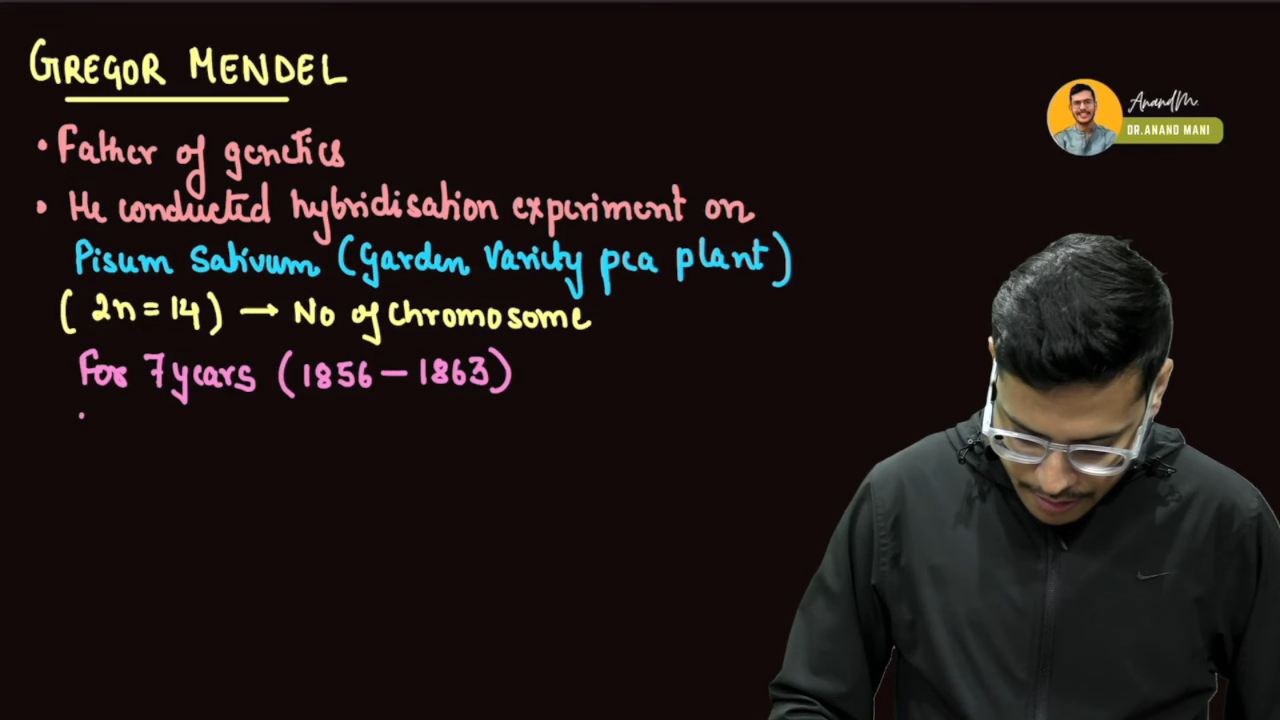 GREGOR MENDEL
• Father of genetics
• He conducted hybridisation experiment on
Pisum Sativum (Garden Varity pea plant)
(2n = 14) → No of chromosome
For 7 years (1856 – 1863)
AnandM.
DR.ANAND MANI